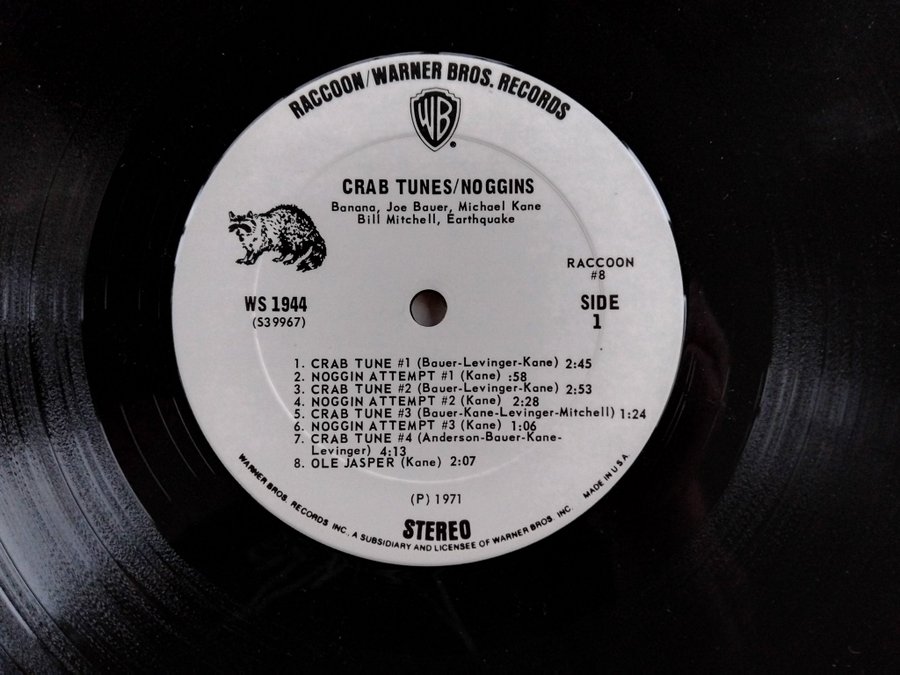 RACCOON/WARNER BROS. RECORDS
WB
CRAB TUNES/NOGGINS
Banana, Joe Bauer, Michael Kane
Bill Mitchell, Earthquake
RACCOON
#8
WS 1944
(S39967)
SIDE
1
1. CRAB TUNE #1 (Bauer-Levinger-Kane) 2:45
2. NOGGIN ATTEMPT #1 (Kane) :58
3. CRAB TUNE #2 (Bauer-Levinger-Kane) 2:53
4. NOGGIN ATTEMPT #2 (Kane) 2:28
5. CRAB TUNE #3 (Bauer-Kane-Levinger-Mitchell) 1:24
6. NOGGIN ATTEMPT #3 (Kane) 1:06
7. CRAB TUNE #4 (Anderson-Bauer-Kane-
Levinger) 4:13
8. OLE JASPER (Kane) 2:07
(P) 1971
STEREO
WARNER BROS. RECORDS INC., A SUBSIDIARY AND LICENSEE OF WARNER BROS. INC. MADE IN U.S.A.